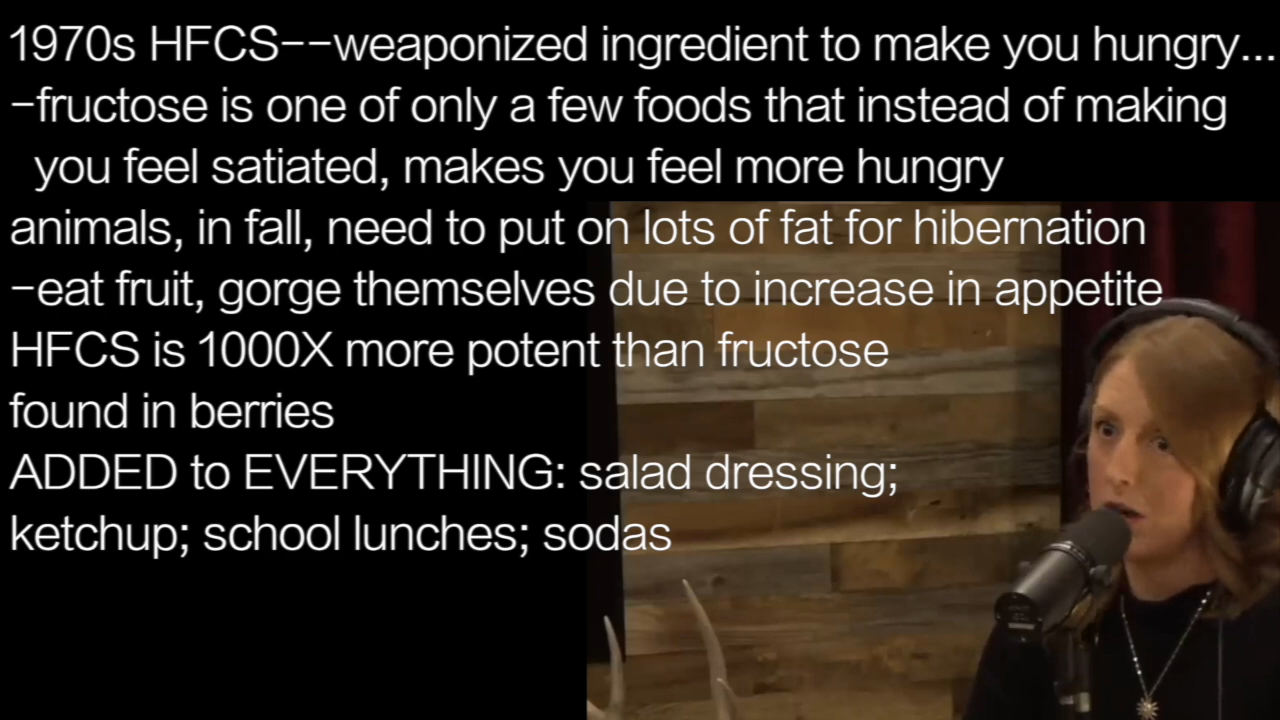 1970s HFCS--weaponized ingredient to make you hungry...
-fructose is one of only a few foods that instead of making
you feel satiated, makes you feel more hungry
animals, in fall, need to put on lots of fat for hibernation
-eat fruit, gorge themselves due to increase in appetite
HFCS is 1000X more potent than fructose
found in berries
ADDED to EVERYTHING: salad dressing;
ketchup; school lunches; sodas